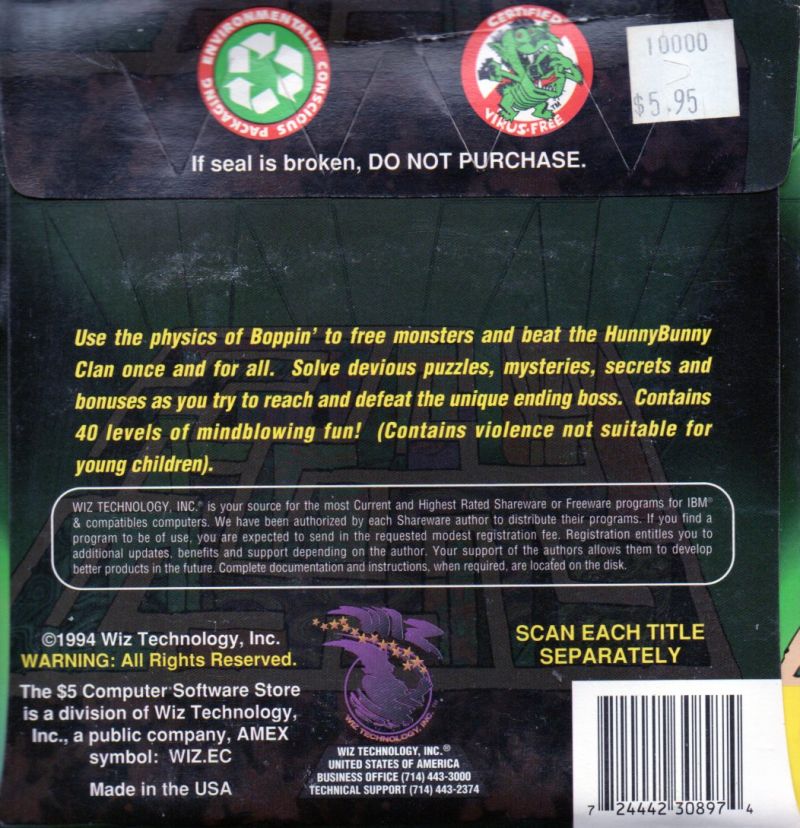 ENVIRONMENTALLY CONSCIOUS PACKAGING
CERTIFIED
VIRUS-FREE
TM
10000
$5.95
If seal is broken, DO NOT PURCHASE.
Use the physics of Boppin' to free monsters and beat the HunnyBunny
Clan once and for all. Solve devious puzzles, mysteries, secrets and
bonuses as you try to reach and defeat the unique ending boss. Contains
40 levels of mindblowing fun! (Contains violence not suitable for
young children).
WIZ TECHNOLOGY, INC.® is your source for the most Current and Highest Rated Shareware or Freeware programs for IBM®
& compatibles computers. We have been authorized by each Shareware author to distribute their programs. If you find a
program to be of use, you are expected to send in the requested modest registration fee. Registration entitles you to
additional updates, benefits and support depending on the author. Your support of the authors allows them to develop
better products in the future. Complete documentation and instructions, when required, are located on the disk.
©1994 Wiz Technology, Inc.
WARNING: All Rights Reserved.
The $5 Computer Software Store
is a division of Wiz Technology,
Inc., a public company, AMEX
symbol: WIZ.EC
Made in the USA
WIZ TECHNOLOGY, INC.
WIZ TECHNOLOGY, INC.®
UNITED STATES OF AMERICA
BUSINESS OFFICE (714) 443-3000
TECHNICAL SUPPORT (714) 443-2374
SCAN EACH TITLE
SEPARATELY
7 24442 30897 4